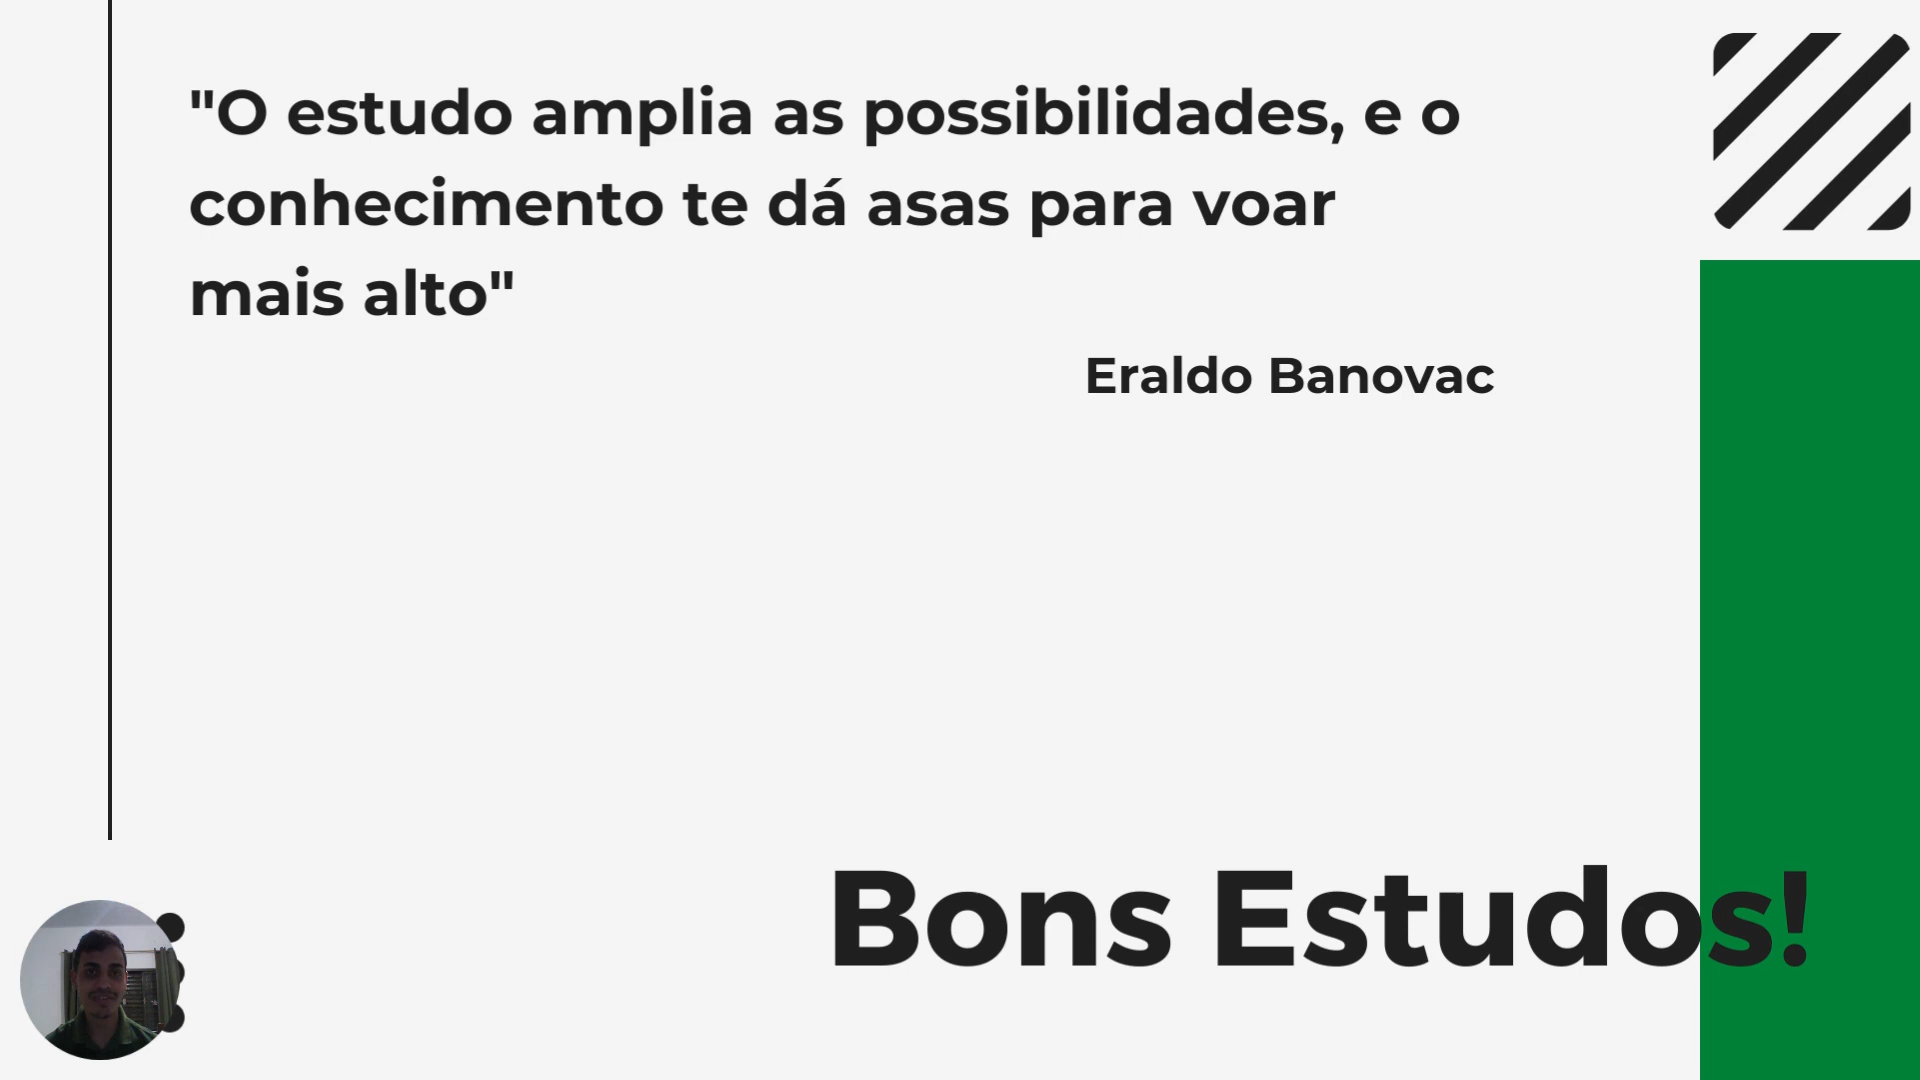 "O estudo amplia as possibilidades, e o
conhecimento te dá asas para voar
mais alto"
Eraldo Banovac
Bons Estudos!